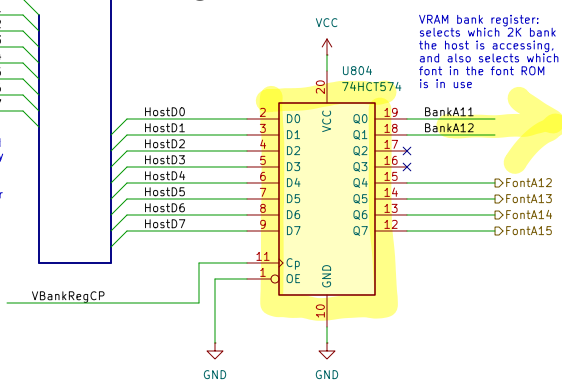 VCC
VRAM bank register:
selects which 2K bank
the host is accessing,
and also selects which
font in the font ROM
is in use
U804
74HCT574
20
VCC
HostD0 2 D0 Q0 19 BankA11
HostD1 3 D1 Q1 18 BankA12
HostD2 4 D2 Q2 17
HostD3 5 D3 Q3 16
HostD4 6 D4 Q4 15 FontA12
HostD5 7 D5 Q5 14 FontA13
HostD6 8 D6 Q6 13 FontA14
HostD7 9 D7 Q7 12 FontA15
11 Cp
1 OE
GND
VBankRegCP
10
GND
GND